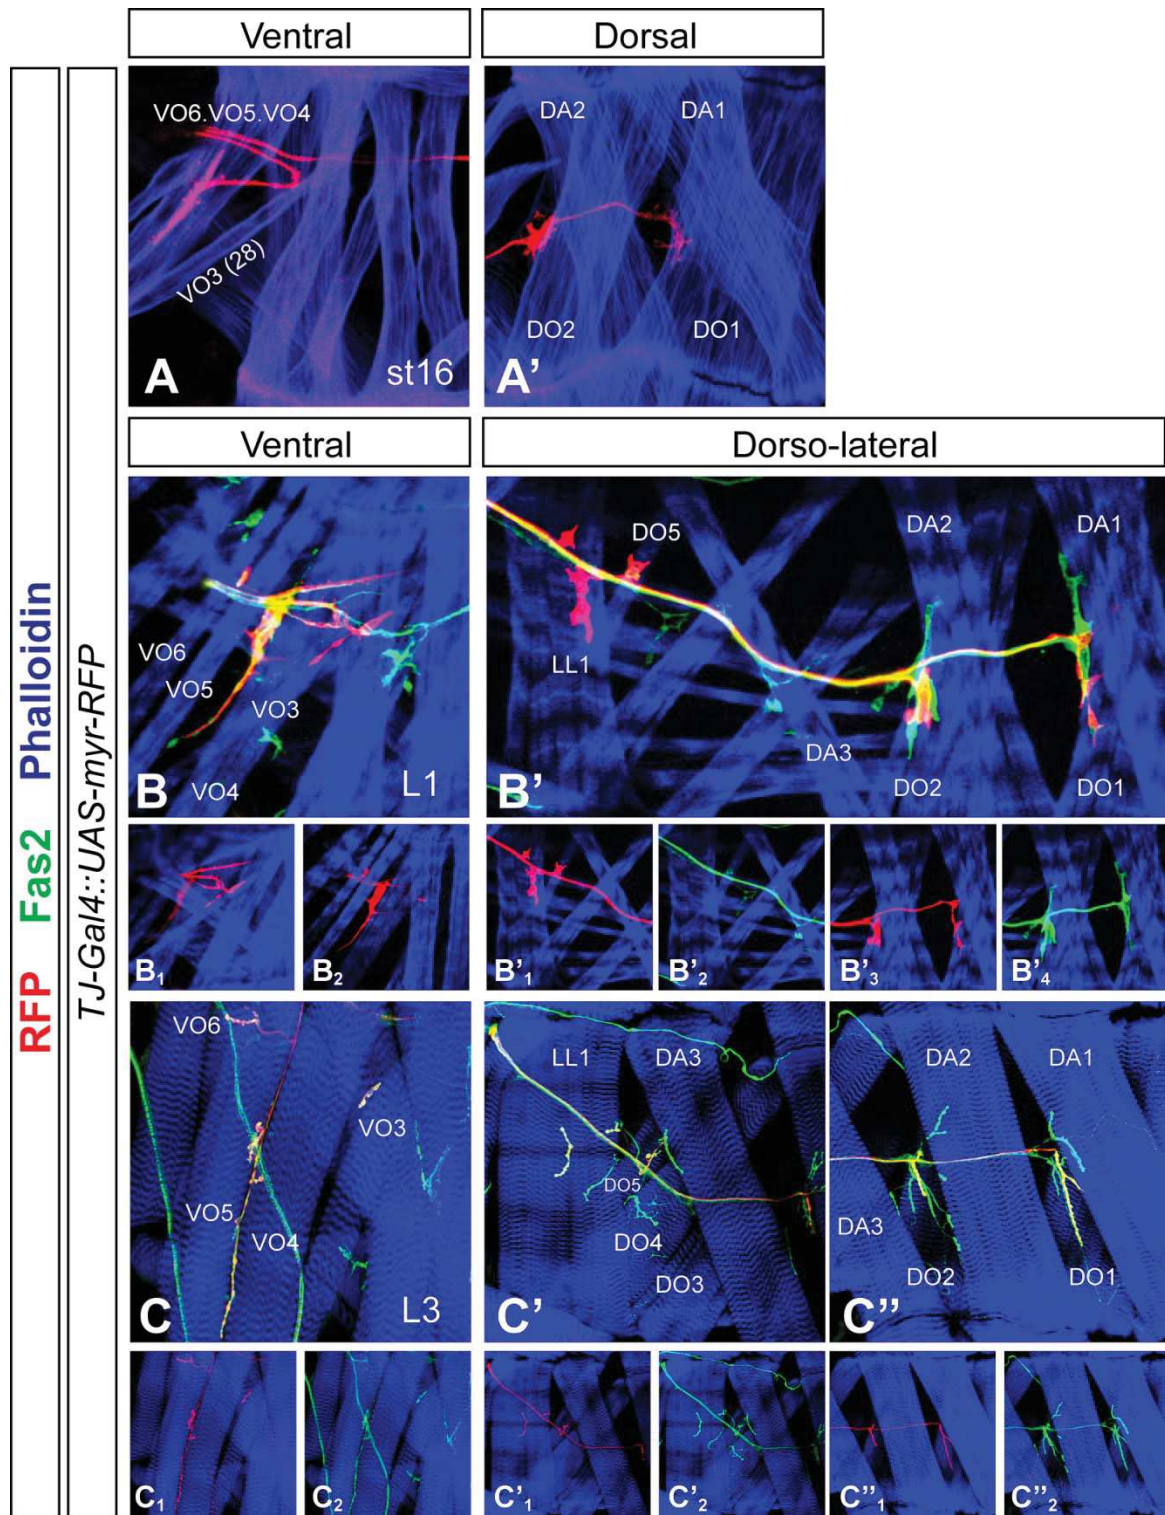 Ventral
Dorsal
RFP Fas2 Phalloidin
TJ-Gal4::UAS-myr-RFP
VO6.VO5.VO4
VO3 (28)
A
st16
DA2
DA1
DO2
DO1
A'
Ventral
Dorso-lateral
VO6
VO5
VO3
VO4
B
L1
DO5
DA2
DA1
LL1
DA3
DO2
DO1
B'
B1
B2
B'1
B'2
B'3
B'4
VO6
VO3
VO5
VO4
C
L3
LL1
DA3
DO5
DO4
DO3
C'
DA2
DA1
DA3
DO2
DO1
C''
C1
C2
C'1
C'2
C''1
C''2